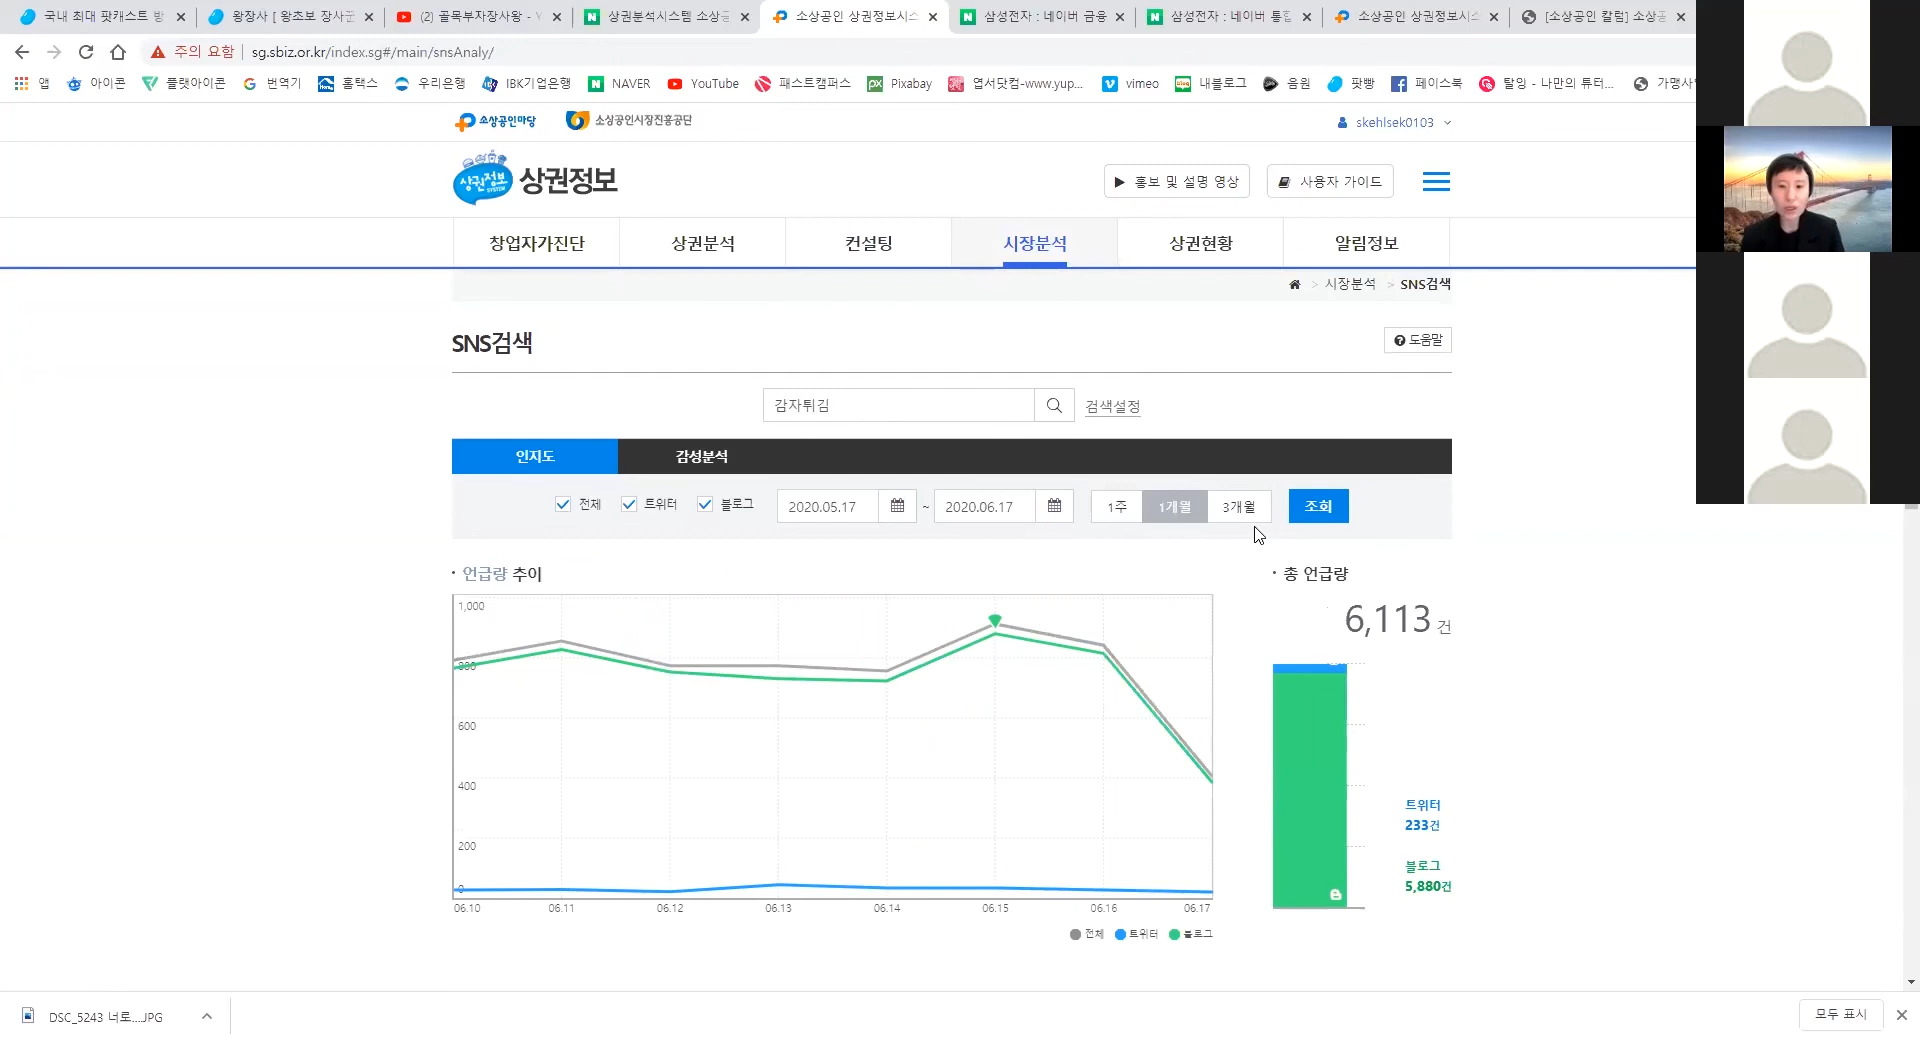 국내 최대 팟캐스트 방
왕장사 [ 왕초보 장사꾼
(2) 골목부자장사왕 - Y
상권분석시스템 소상공
소상공인 상권정보시스
삼성전자 : 네이버 금융
삼성전자 : 네이버 통합
소상공인 상권정보시스
[소상공인 칼럼] 소상공
주의 요함
sg.sbiz.or.kr/index.sg#/main/snsAnaly/
앱
아이콘
플랫아이콘
번역기
홈택스
우리은행
IBK기업은행
NAVER
YouTube
패스트캠퍼스
Pixabay
엽서닷컴-www.yup...
vimeo
내블로그
음원
팟빵
페이스북
탈잉 - 나만의 튜터...
가맹사
소상공인마당
소상공인시장진흥공단
skehlsek0103
상권정보
SYSTEM
상권정보
홍보 및 설명 영상
사용자 가이드
창업자가진단
상권분석
컨설팅
시장분석
상권현황
알림정보
> 시장분석 > SNS검색
SNS검색
도움말
감자튀김
검색설정
인지도
감성분석
전체
트위터
블로그
2020.05.17
~
2020.06.17
1주
1개월
3개월
조회
· 언급량 추이
· 총 언급량
6,113 건
1,000
800
600
400
200
0
06.10
06.11
06.12
06.13
06.14
06.15
06.16
06.17
전체
트위터
블로그
트위터
233건
블로그
5,880건
DSC_5243 너로....JPG
모두 표시